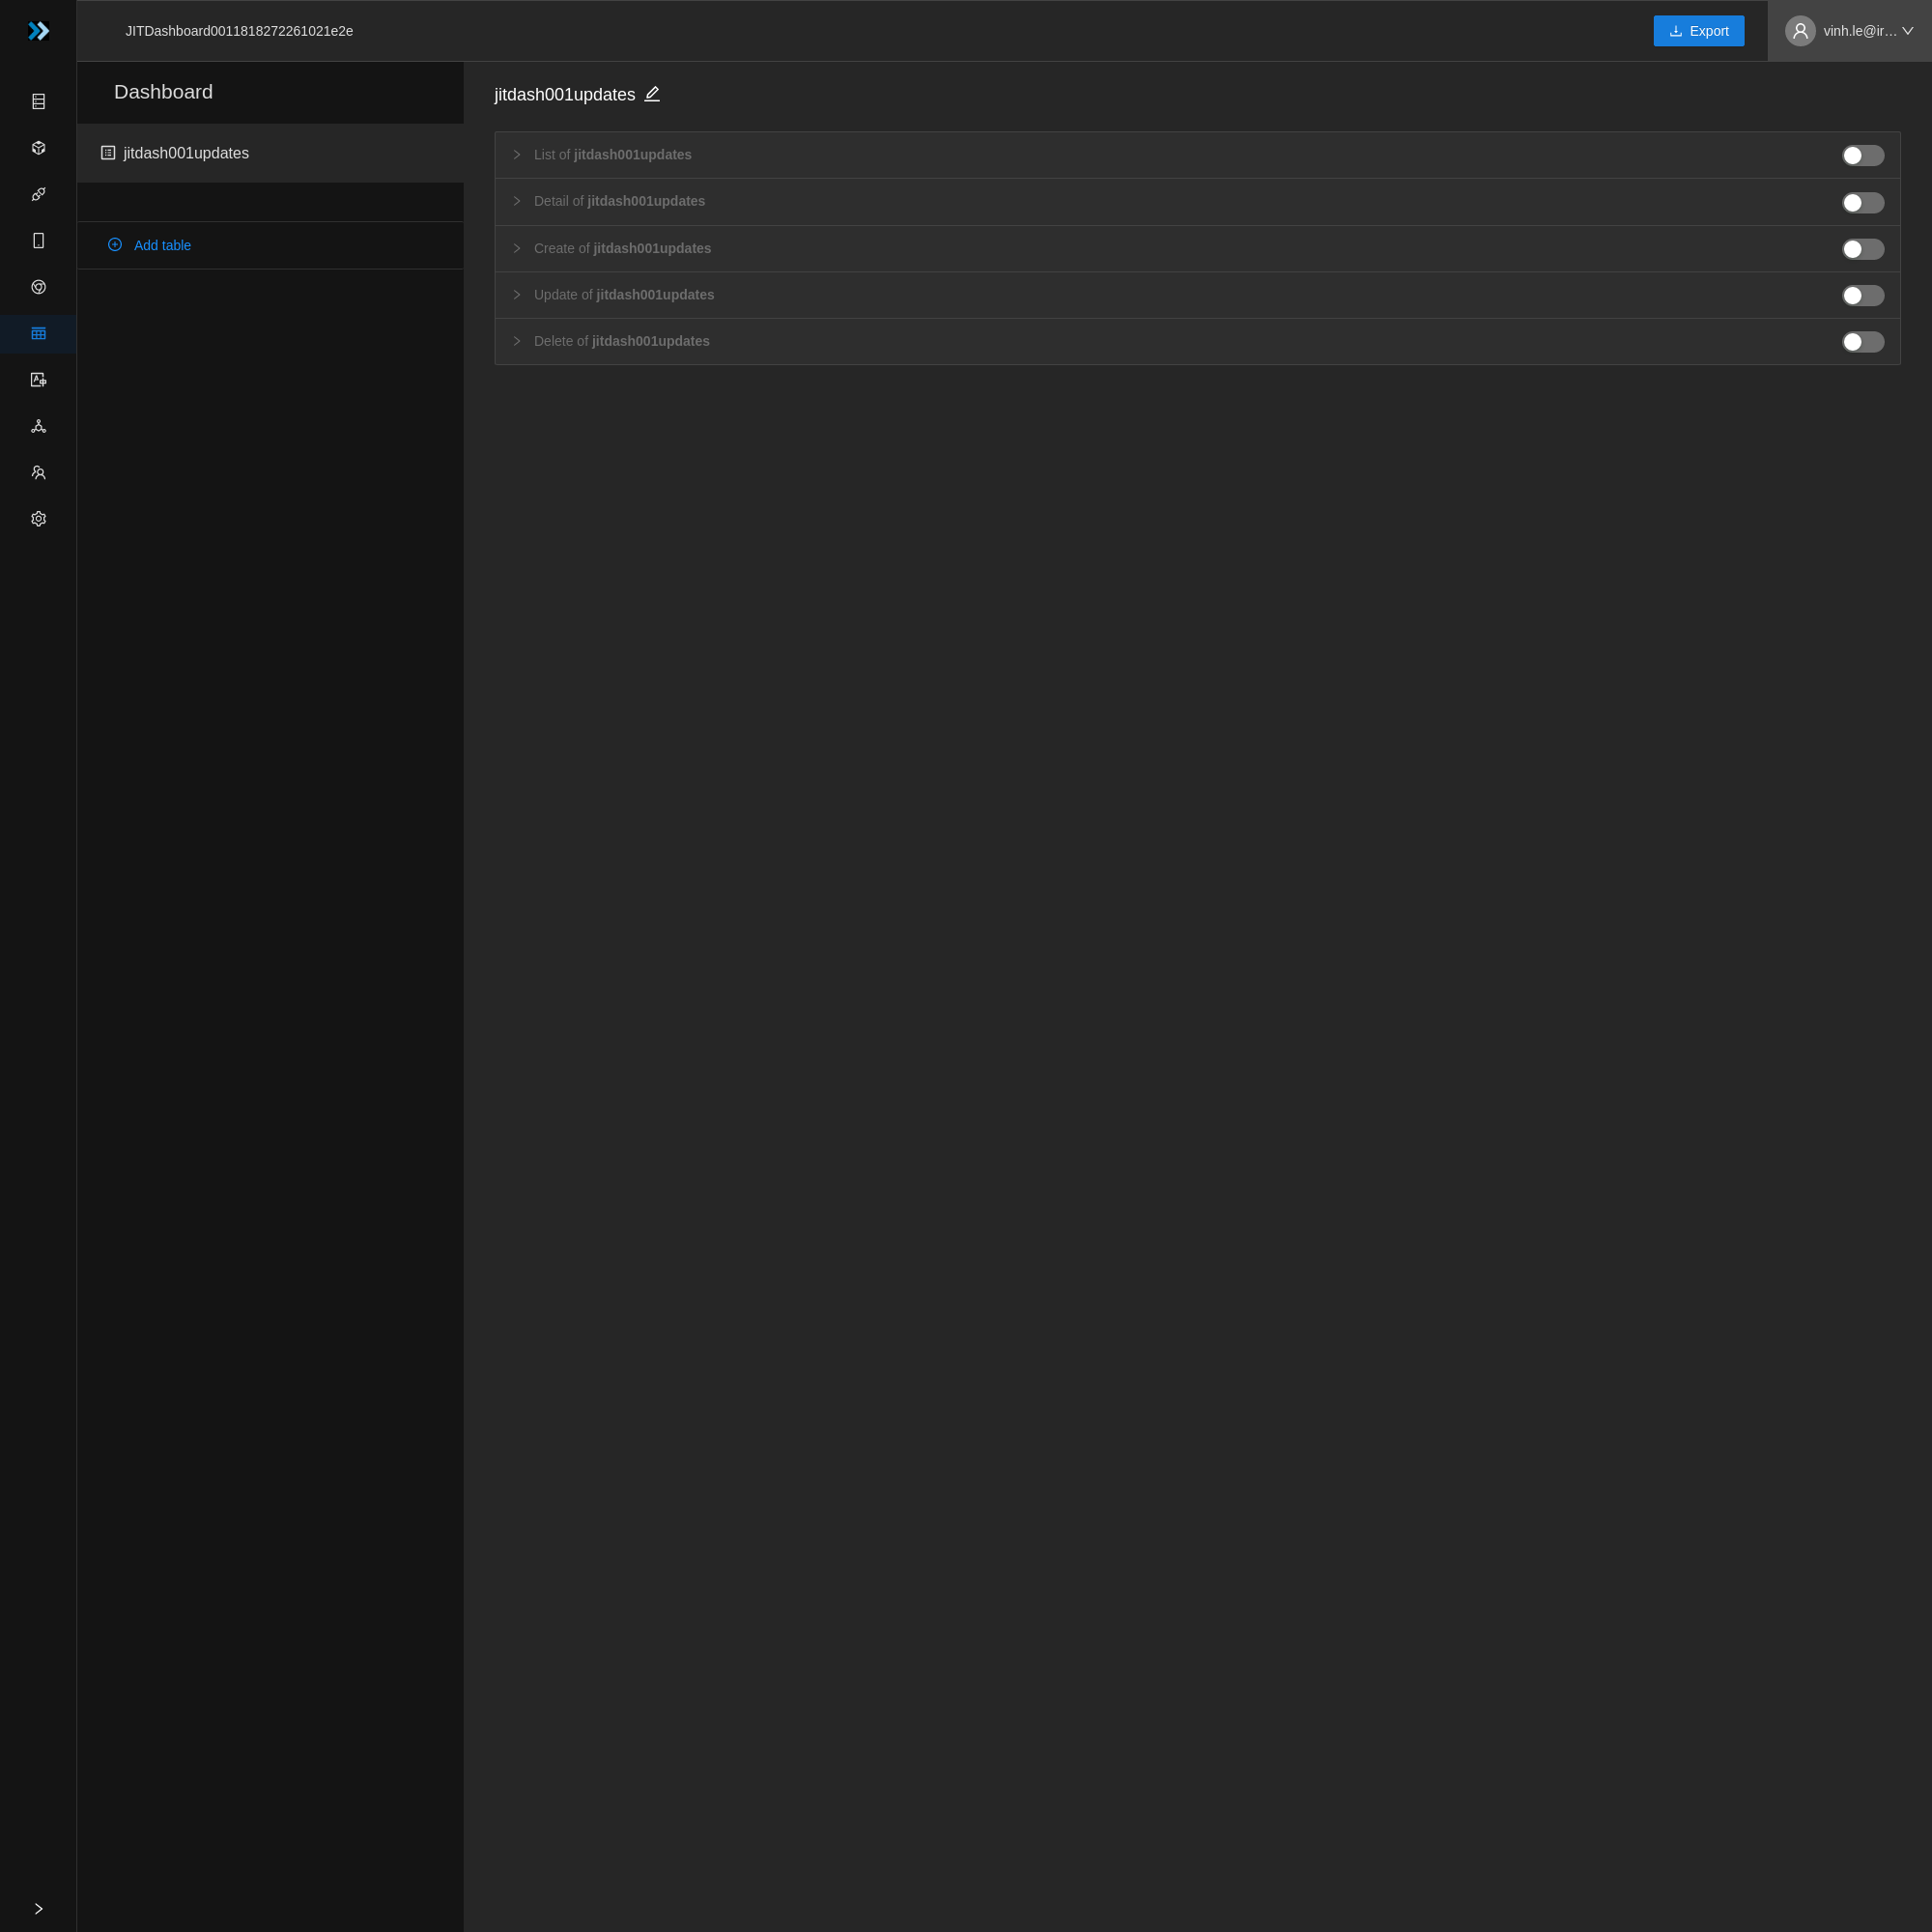 JITDashboard0011818272261021e2e
Export
vinh.le@ir…
Dashboard
jitdash001updates
Add table
jitdash001updates
List of jitdash001updates
Detail of jitdash001updates
Create of jitdash001updates
Update of jitdash001updates
Delete of jitdash001updates